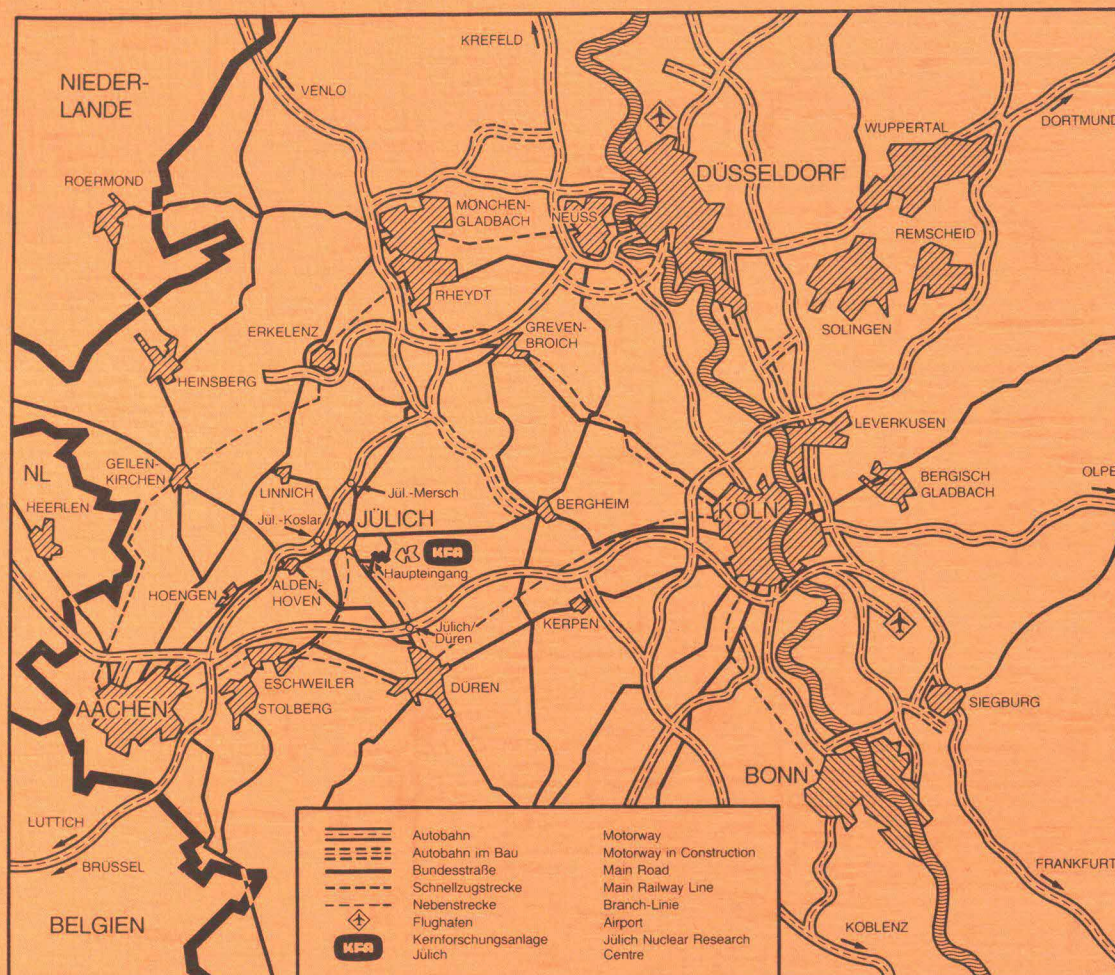 KREFELD
NIEDER-
LANDE
VENLO
DORTMUND
WUPPERTAL
DÜSSELDORF
ROERMOND
MÖNCHEN-
GLADBACH
NEUSS
REMSCHEID
RHEYDT
SOLINGEN
ERKELENZ
GREVEN-
BROICH
HEINSBERG
LEVERKUSEN
NL
GEILEN-
KIRCHEN
LINNICH
Jül.-Mersch
BERGHEIM
BERGISCH
GLADBACH
OLPE
HEERLEN
Jül.-Koslar
JÜLICH
KÖLN
KFA
Haupteingang
HOENGEN
ALDEN-
HOVEN
Jülich/
Düren
KERPEN
ESCHWEILER
DÜREN
AACHEN
STOLBERG
SIEGBURG
BONN
LÜTTICH
BRÜSSEL
FRANKFURT
BELGIEN
KOBLENZ
Autobahn Motorway
Autobahn im Bau Motorway in Construction
Bundesstraße Main Road
Schnellzugstrecke Main Railway Line
Nebenstrecke Branch-Linie
Flughafen Airport
KFA Kernforschungsanlage Jülich Nuclear Research
Jülich Centre